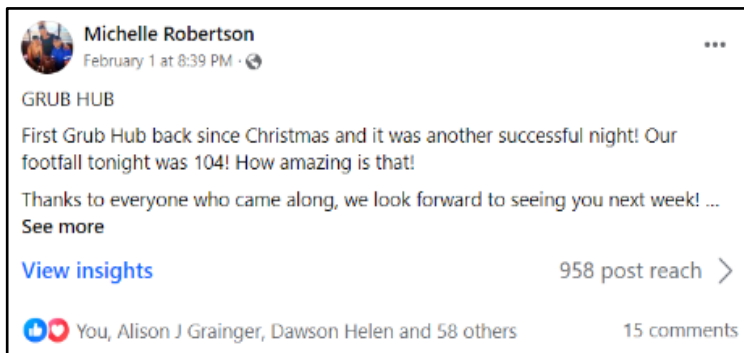 Michelle Robertson
February 1 at 8:39 PM ·
GRUB HUB
First Grub Hub back since Christmas and it was another successful night! Our
footfall tonight was 104! How amazing is that!
Thanks to everyone who came along, we look forward to seeing you next week! ...
See more
View insights 958 post reach
You, Alison J Grainger, Dawson Helen and 58 others 15 comments